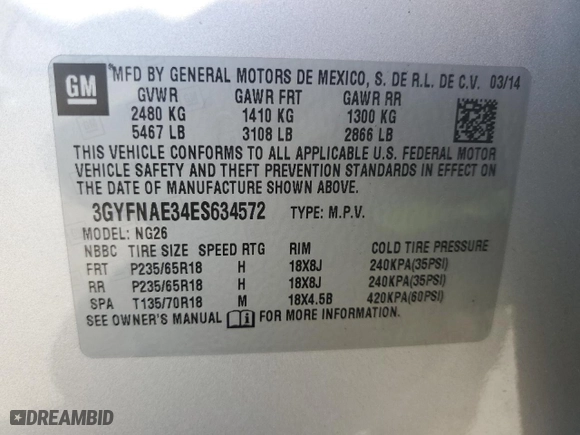 GM
MFD BY GENERAL MOTORS DE MEXICO, S. DE R.L. DE C.V. 03/14
GVWR GAWR FRT GAWR RR
2480 KG 1410 KG 1300 KG
5467 LB 3108 LB 2866 LB
THIS VEHICLE CONFORMS TO ALL APPLICABLE U.S. FEDERAL MOTOR
VEHICLE SAFETY AND THEFT PREVENTION STANDARDS IN EFFECT ON
THE DATE OF MANUFACTURE SHOWN ABOVE.
3GYFNAE34ES634572 TYPE: M.P.V.
MODEL: NG26
NBBC TIRE SIZE SPEED RTG RIM COLD TIRE PRESSURE
FRT P235/65R18 H 18X8J 240KPA(35PSI)
RR P235/65R18 H 18X8J 240KPA(35PSI)
SPA T135/70R18 M 18X4.5B 420KPA(60PSI)
SEE OWNER'S MANUAL FOR MORE INFORMATION.
DREAMBID